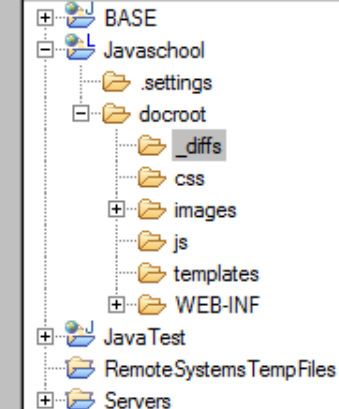 BASE
Javaschool
.settings
docroot
_diffs
css
images
js
templates
WEB-INF
JavaTest
RemoteSystemsTempFiles
Servers